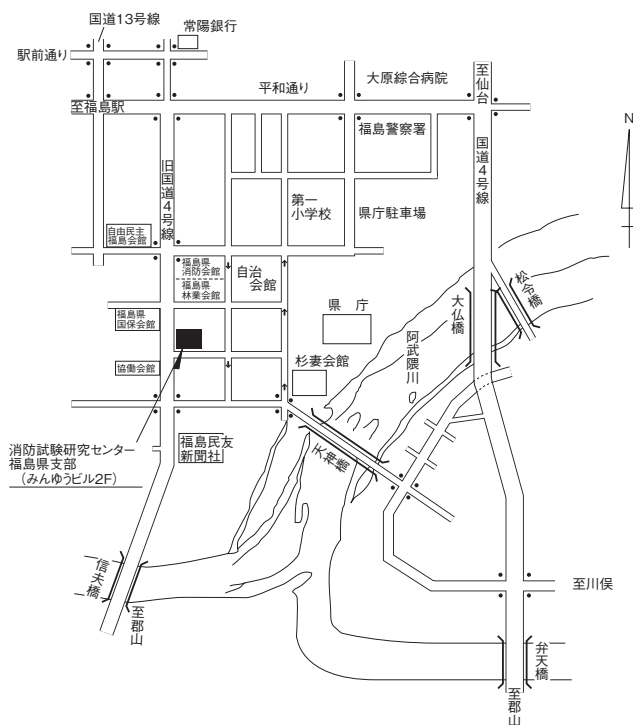 国道13号線
常陽銀行
駅前通り
平和通り
大原綜合病院
至仙台
至福島駅
福島警察署
N
旧国道4号線
国道4号線
第一
小学校
県庁駐車場
自由民主
福島会館
福島県
消防会館
福島県
林業会館
自治
会館
松令橋
大仏橋
福島県
国保会館
県庁
阿武隈川
杉妻会館
協働会館
消防試験研究センター
福島県支部
(みんゆうビル2F)
福島民友
新聞社
天神橋
信夫橋
至郡山
至川俣
弁天橋
至郡山